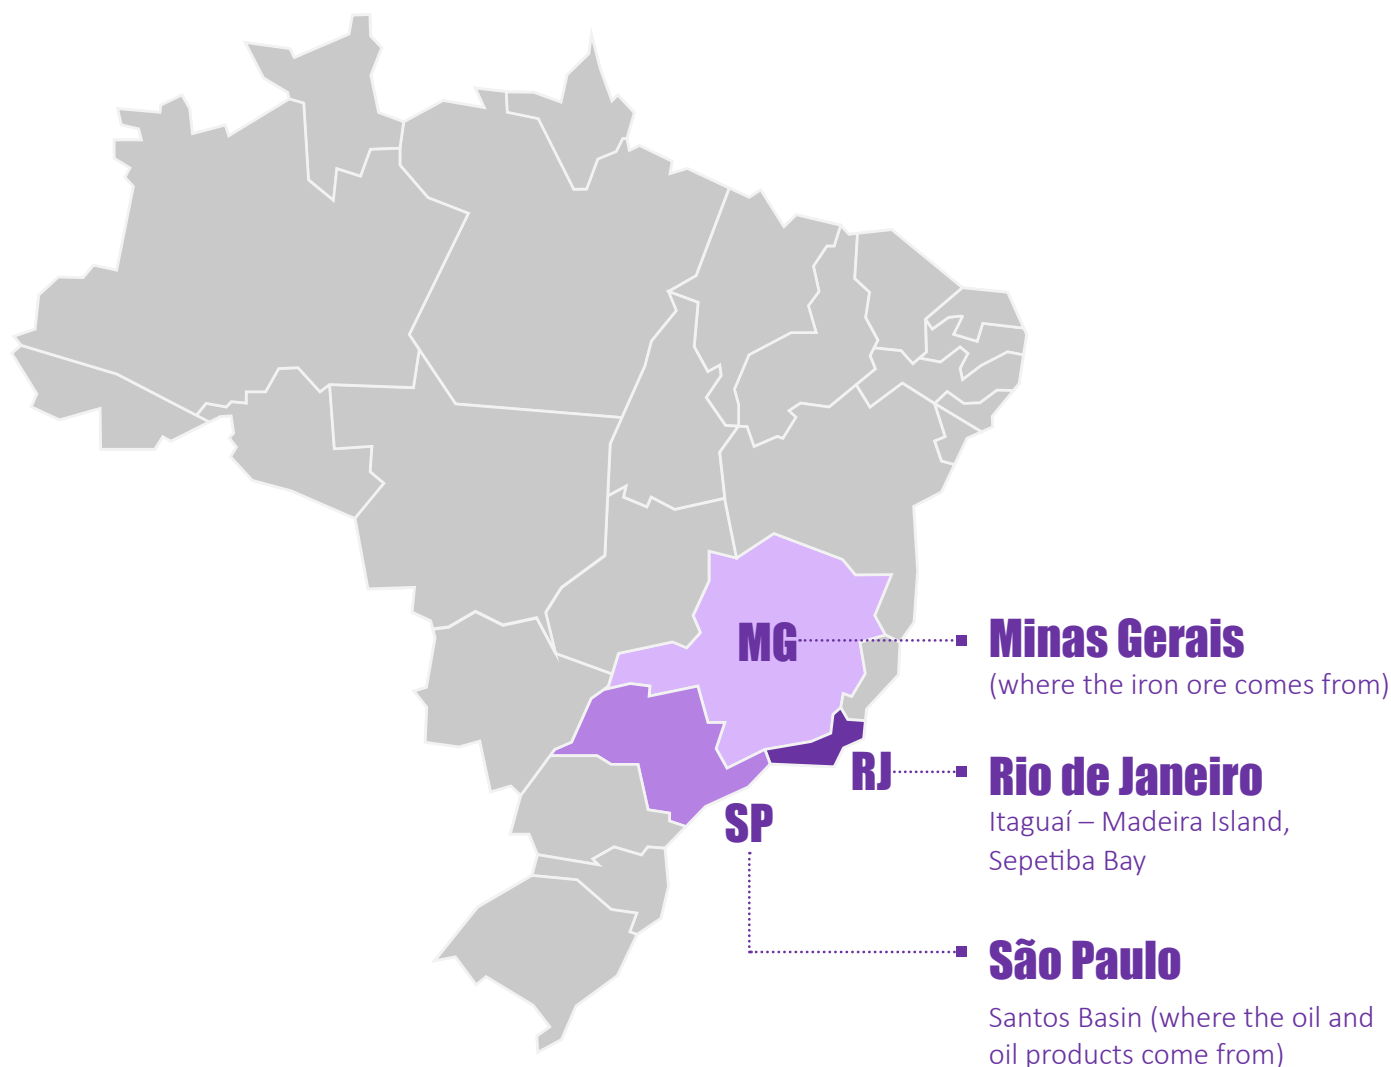 MG
Minas Gerais
(where the iron ore comes from)
RJ
Rio de Janeiro
Itaguaí – Madeira Island,
Sepetiba Bay
SP
São Paulo
Santos Basin (where the oil and
oil products come from)